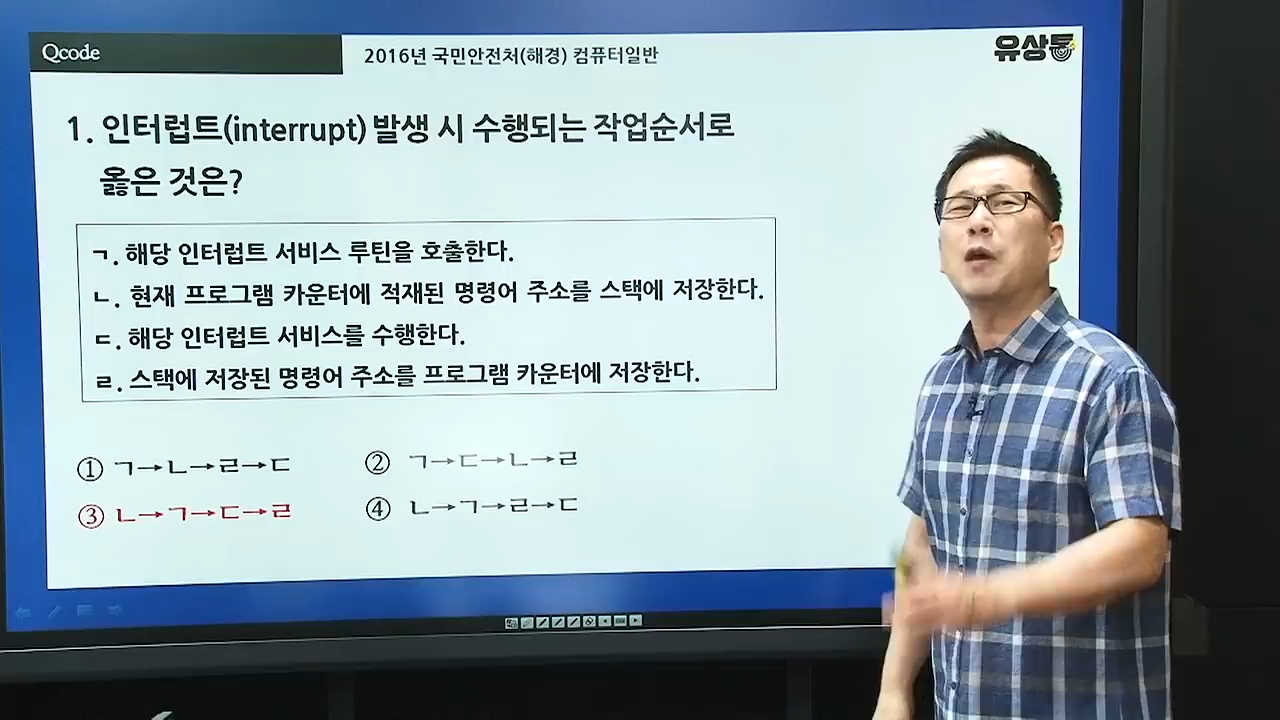 Qcode
2016년 국민안전처(해경) 컴퓨터일반
유상통
1. 인터럽트(interrupt) 발생 시 수행되는 작업순서로
옳은 것은?
ㄱ. 해당 인터럽트 서비스 루틴을 호출한다.
ㄴ. 현재 프로그램 카운터에 적재된 명령어 주소를 스택에 저장한다.
ㄷ. 해당 인터럽트 서비스를 수행한다.
ㄹ. 스택에 저장된 명령어 주소를 프로그램 카운터에 저장한다.
① ㄱ→ㄴ→ㄹ→ㄷ ② ㄱ→ㄷ→ㄴ→ㄹ
③ ㄴ→ㄱ→ㄷ→ㄹ ④ ㄴ→ㄱ→ㄹ→ㄷ